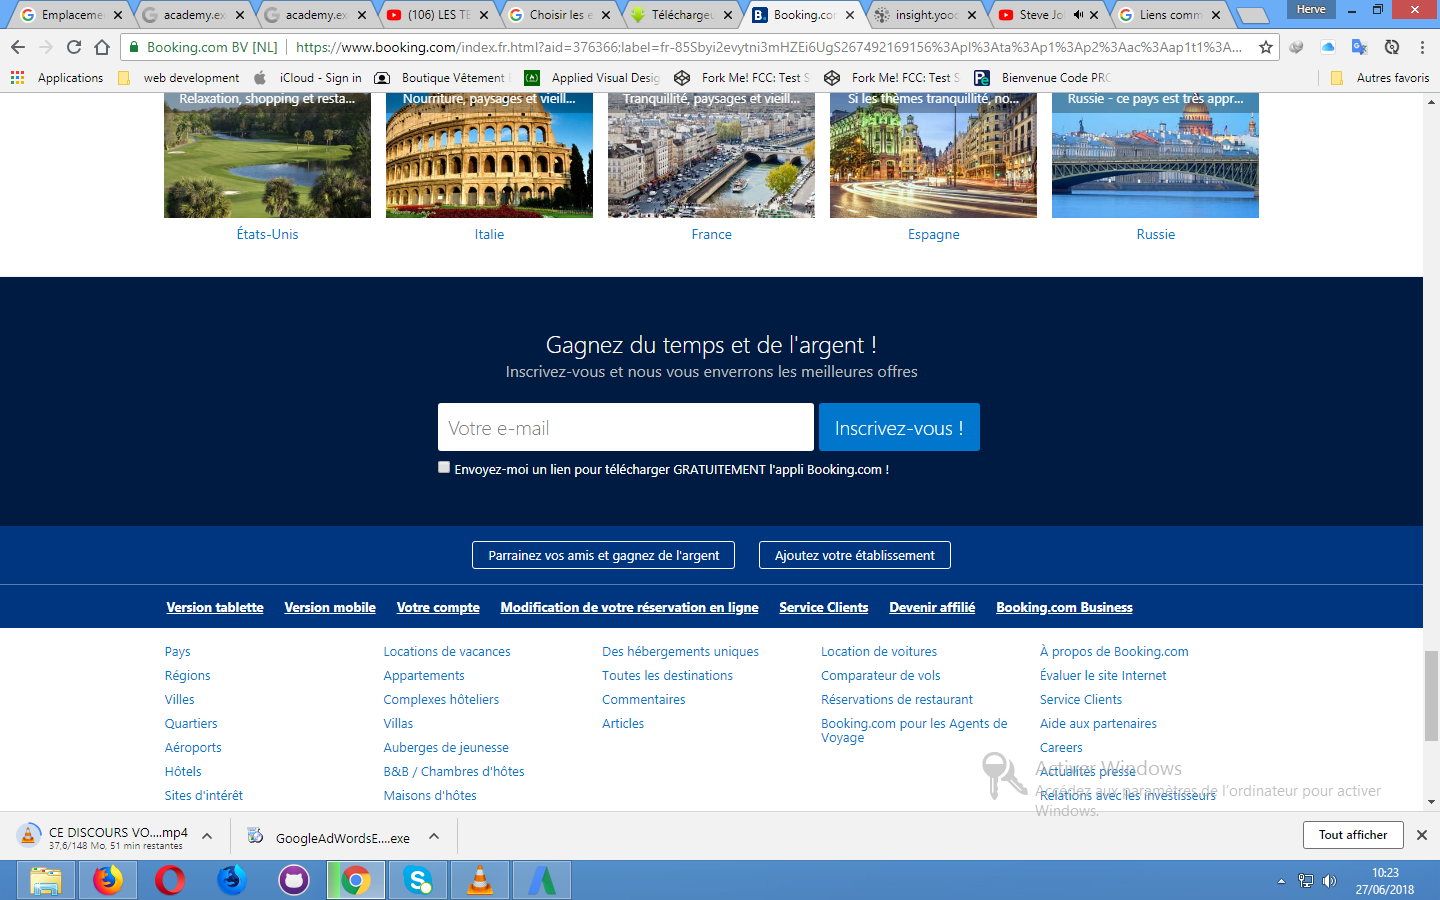 Emplaceme
academy.ex
academy.ex
(106) LES TE
Choisir les e
Télécharge
Booking.co
insight.yoo
Steve Jo
Liens comm
Herve
Booking.com BV [NL]
https://www.booking.com/index.fr.html?aid=376366;label=fr-85Sbyi2evytni3mHZEi6UgS267492169156%3Apl%3Ata%3Ap1%3Ap2%3Aac%3Aap1t1%3A...
Applications
web development
iCloud - Sign in
Boutique Vêtement
Applied Visual Desig
Fork Me! FCC: Test S
Fork Me! FCC: Test S
Bienvenue Code PRO
Autres favoris
Relaxation, shopping et resta...
Nourriture, paysages et vieill...
Tranquillité, paysages et vieill...
Si les thèmes tranquillité, no...
Russie - ce pays est très appr...
États-Unis
Italie
France
Espagne
Russie
Gagnez du temps et de l'argent !
Inscrivez-vous et nous vous enverrons les meilleures offres
Votre e-mail
Inscrivez-vous !
Envoyez-moi un lien pour télécharger GRATUITEMENT l'appli Booking.com !
Parrainez vos amis et gagnez de l'argent
Ajoutez votre établissement
Version tablette
Version mobile
Votre compte
Modification de votre réservation en ligne
Service Clients
Devenir affilié
Booking.com Business
Pays
Régions
Villes
Quartiers
Aéroports
Hôtels
Sites d'intérêt
Locations de vacances
Appartements
Complexes hôteliers
Villas
Auberges de jeunesse
B&B / Chambres d'hôtes
Maisons d'hôtes
Des hébergements uniques
Toutes les destinations
Commentaires
Articles
Location de voitures
Comparateur de vols
Réservations de restaurant
Booking.com pour les Agents de
Voyage
À propos de Booking.com
Évaluer le site Internet
Service Clients
Aide aux partenaires
Careers
Actualités presse
Relations avec les investisseurs
Activer Windows
Accédez aux paramètres de l'ordinateur pour activer
Windows.
CE DISCOURS VO....mp4
37,6/148 Mo, 51 min restantes
GoogleAdWordsE....exe
Tout afficher
10:23
27/06/2018